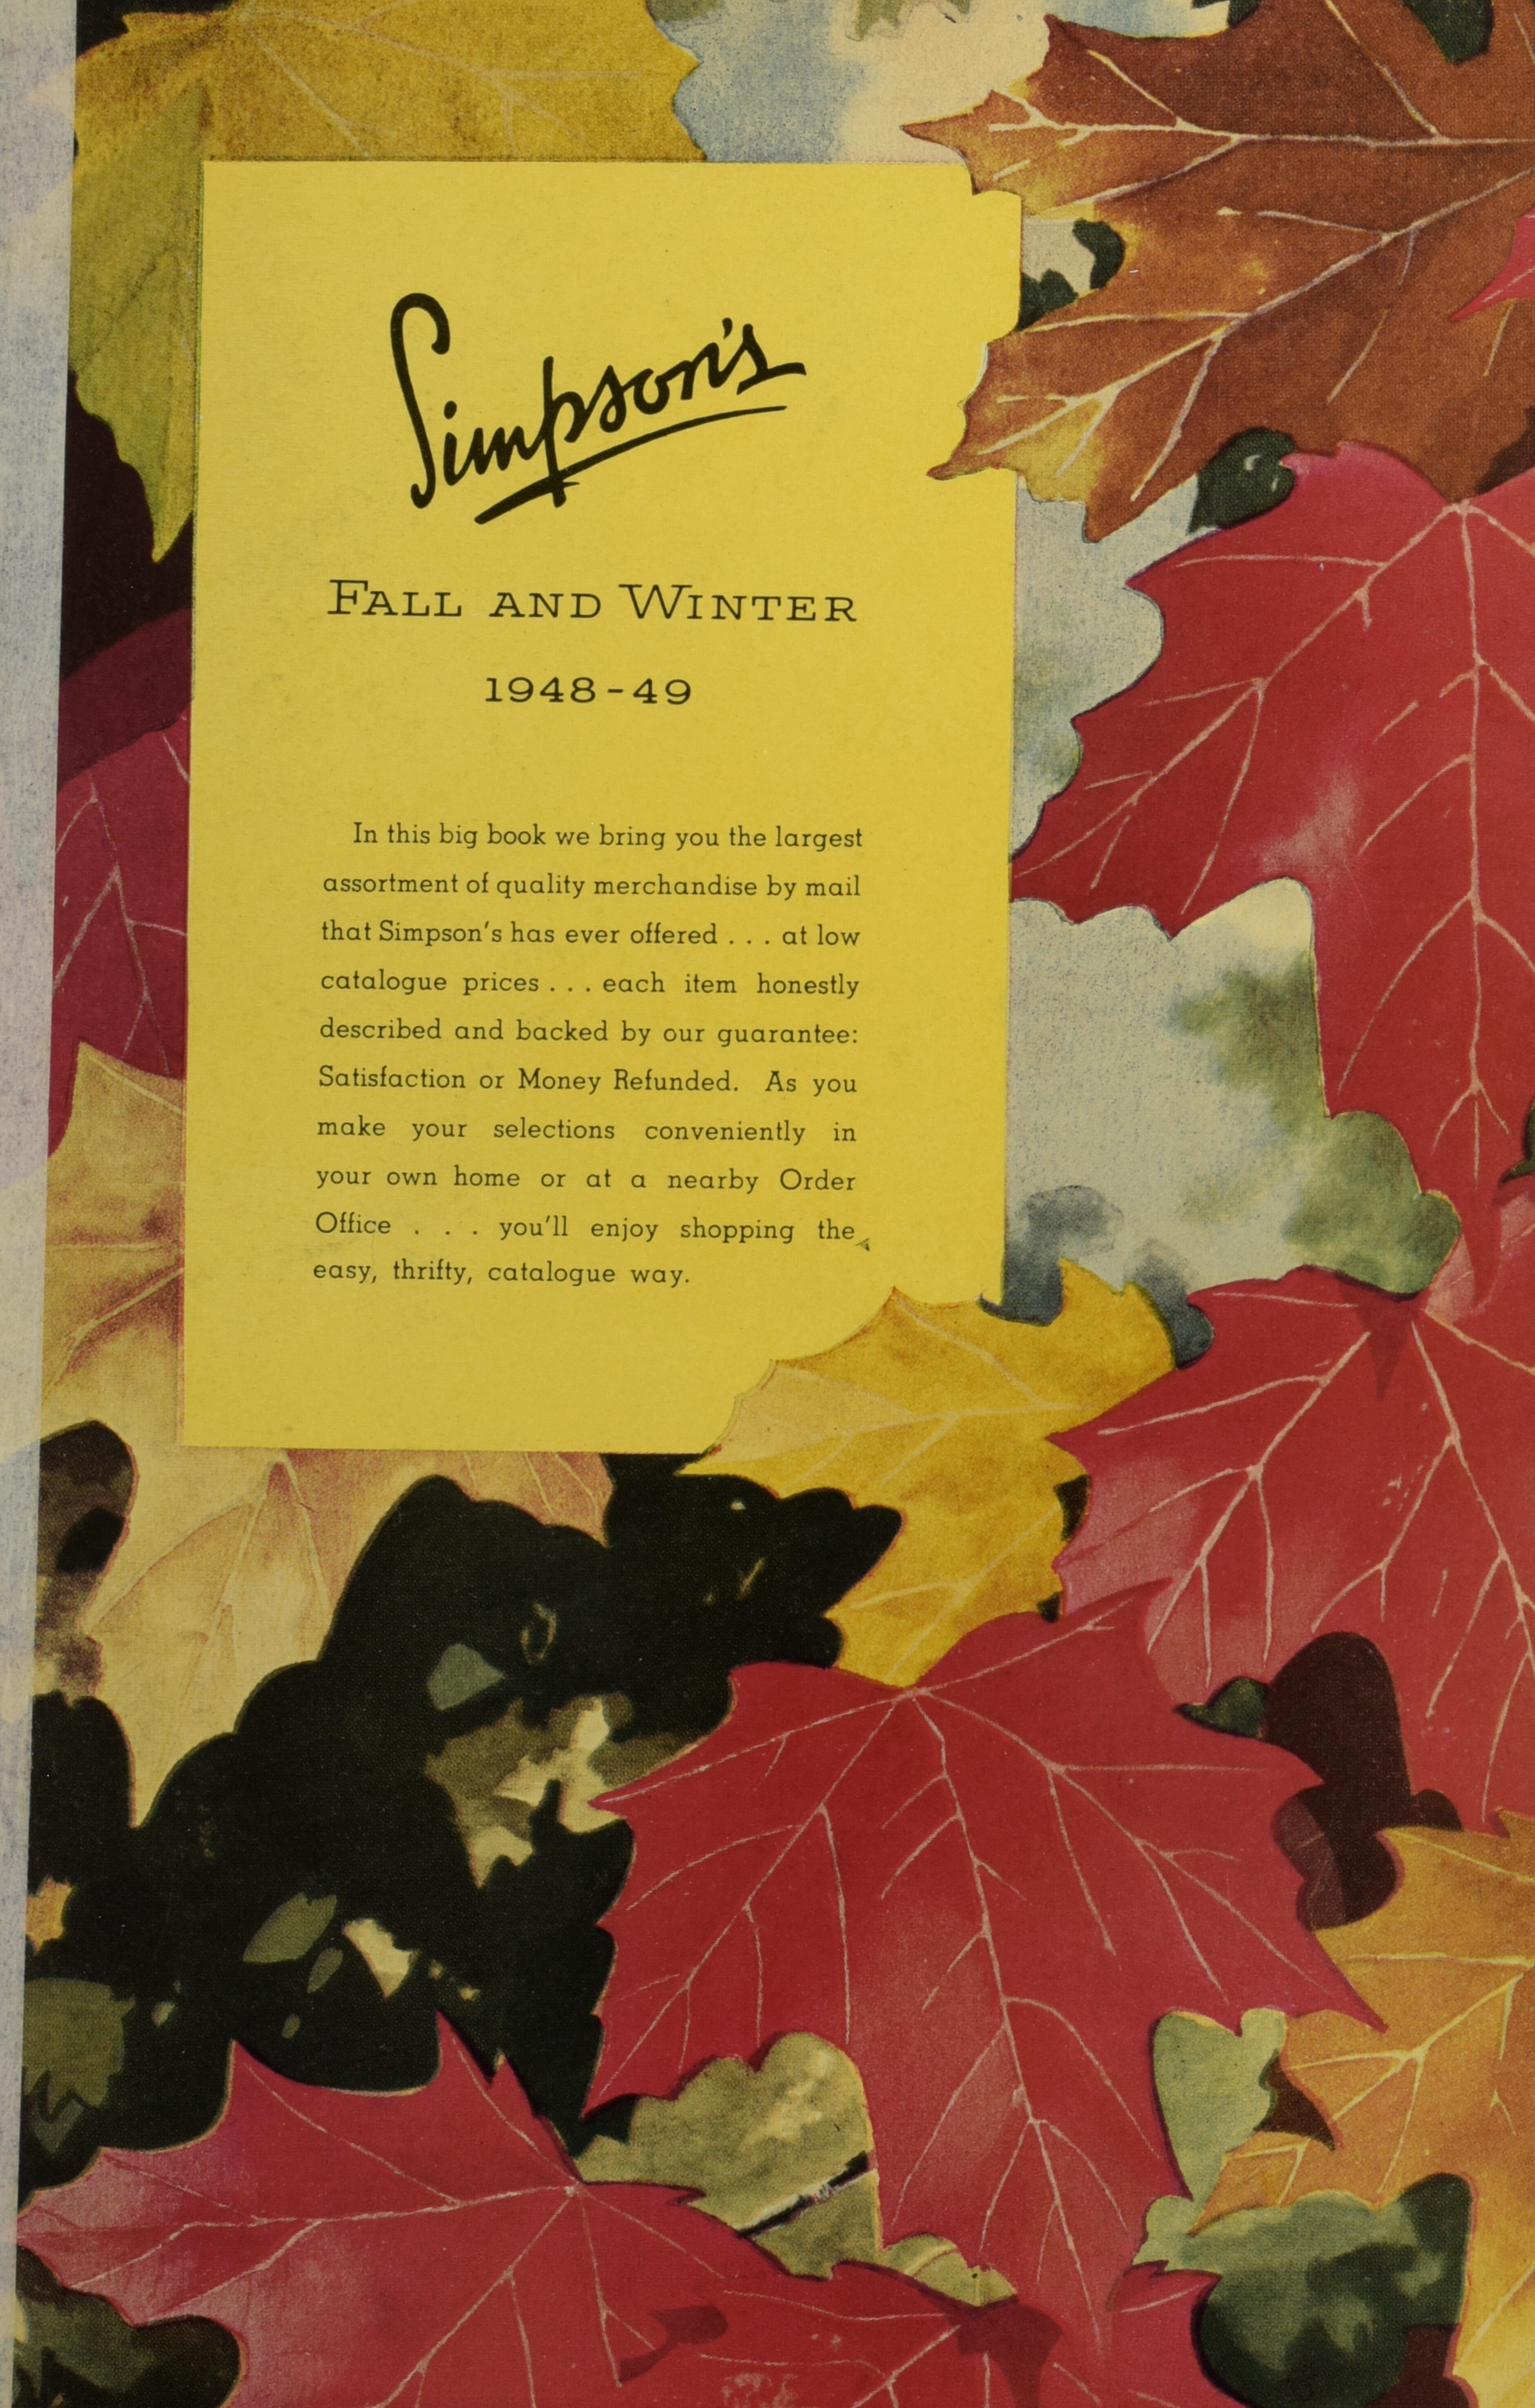 Simpson's
FALL AND WINTER
1948-49
In this big book we bring you the largest
assortment of quality merchandise by mail
that Simpson's has ever offered . . . at low
catalogue prices . . . each item honestly
described and backed by our guarantee:
Satisfaction or Money Refunded. As you
make your selections conveniently in
your own home or at a nearby Order
Office . . . you'll enjoy shopping the
easy, thrifty, catalogue way.